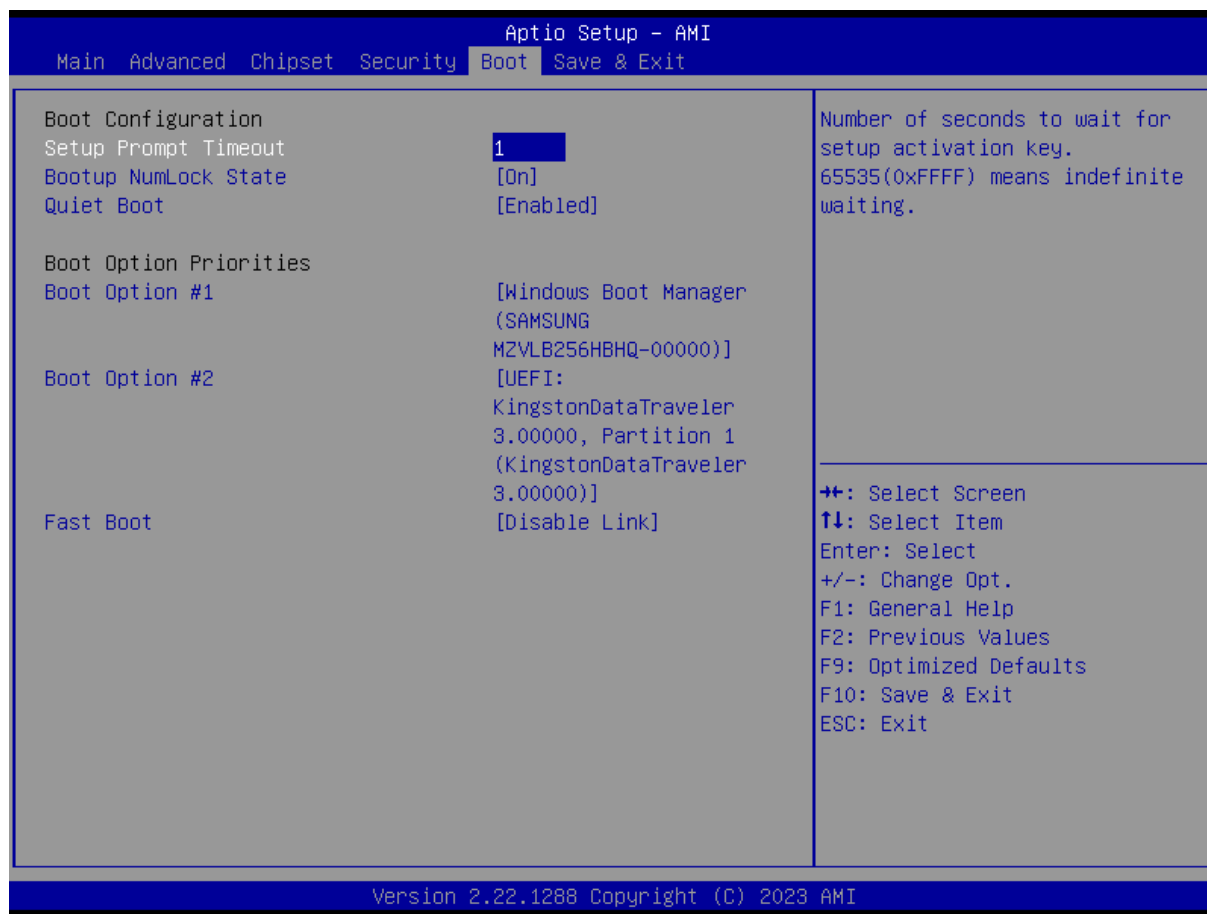 Aptio Setup – AMI
Main Advanced Chipset Security Boot Save & Exit
Boot Configuration
Setup Prompt Timeout 1
Bootup NumLock State [On]
Quiet Boot [Enabled]
Boot Option Priorities
Boot Option #1 [Windows Boot Manager
(SAMSUNG
MZVLB256HBHQ-00000)]
Boot Option #2 [UEFI:
KingstonDataTraveler
3.00000, Partition 1
(KingstonDataTraveler
3.00000)]
Fast Boot [Disable Link]
Number of seconds to wait for
setup activation key.
65535(0xFFFF) means indefinite
waiting.
→←: Select Screen
↑↓: Select Item
Enter: Select
+/-: Change Opt.
F1: General Help
F2: Previous Values
F9: Optimized Defaults
F10: Save & Exit
ESC: Exit
Version 2.22.1288 Copyright (C) 2023 AMI